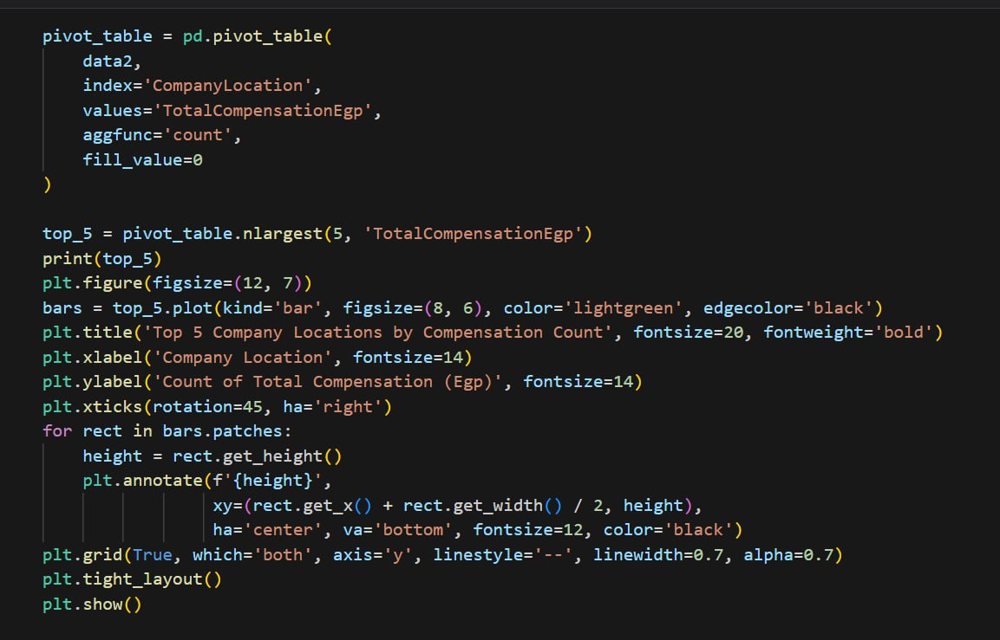 pivot_table = pd.pivot_table(
    data2,
    index='CompanyLocation',
    values='TotalCompensationEgp',
    aggfunc='count',
    fill_value=0
)
top_5 = pivot_table.nlargest(5, 'TotalCompensationEgp')
print(top_5)
plt.figure(figsize=(12, 7))
bars = top_5.plot(kind='bar', figsize=(8, 6), color='lightgreen', edgecolor='black')
plt.title('Top 5 Company Locations by Compensation Count', fontsize=20, fontweight='bold')
plt.xlabel('Company Location', fontsize=14)
plt.ylabel('Count of Total Compensation (Egp)', fontsize=14)
plt.xticks(rotation=45, ha='right')
for rect in bars.patches:
    height = rect.get_height()
    plt.annotate(f'{height}',
                 xy=(rect.get_x() + rect.get_width() / 2, height),
                 ha='center', va='bottom', fontsize=12, color='black')
plt.grid(True, which='both', axis='y', linestyle='--', linewidth=0.7, alpha=0.7)
plt.tight_layout()
plt.show()